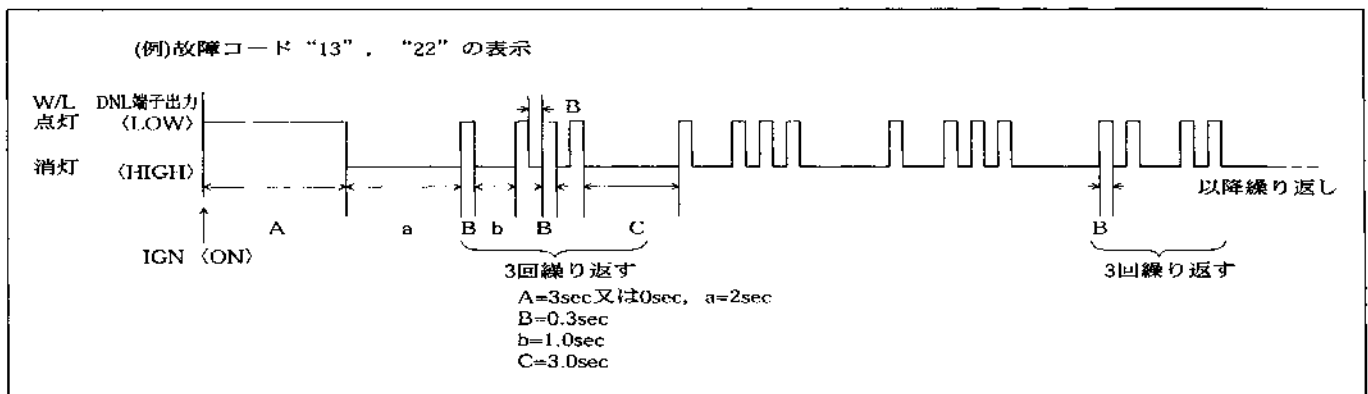 (例)故障コード “13”， “22” の表示
W/L DNL端子出力
点灯 〈LOW〉
消灯 〈HIGH〉
B
以降繰り返し
A a B b B C B
IGN 〈ON〉
3回繰り返す 3回繰り返す
A=3sec又は0sec, a=2sec
B=0.3sec
b=1.0sec
C=3.0sec